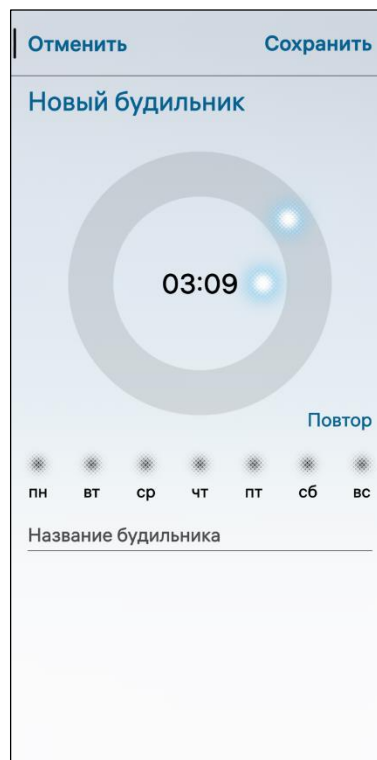 Отменить Сохранить
Новый будильник
03:09
Повтор
пн вт ср чт пт сб вс
Название будильника